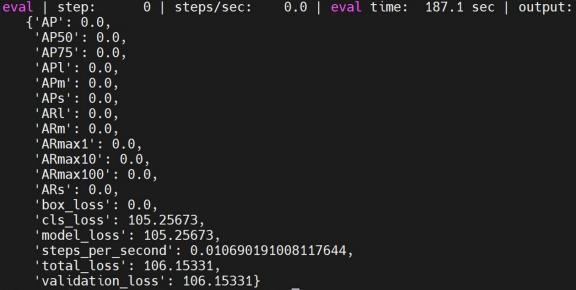 eval | step:      0 | steps/sec:    0.0 | eval time:  187.1 sec | output:
{'AP': 0.0,
'AP50': 0.0,
'AP75': 0.0,
'APl': 0.0,
'APm': 0.0,
'APs': 0.0,
'ARl': 0.0,
'ARm': 0.0,
'ARmax1': 0.0,
'ARmax10': 0.0,
'ARmax100': 0.0,
'ARs': 0.0,
'box_loss': 0.0,
'cls_loss': 105.25673,
'model_loss': 105.25673,
'steps_per_second': 0.010690191008117644,
'total_loss': 106.15331,
'validation_loss': 106.15331}